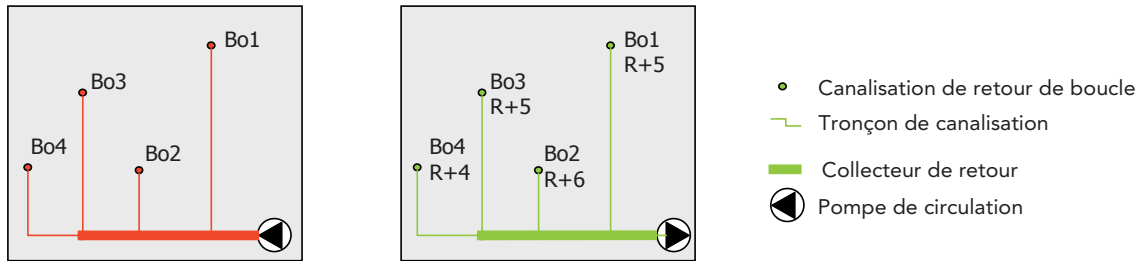 Bo1
Bo3
Bo4
Bo2
Bo1
R+5
Bo3
R+5
Bo4
R+4
Bo2
R+6
Canalisation de retour de boucle
Tronçon de canalisation
Collecteur de retour
Pompe de circulation